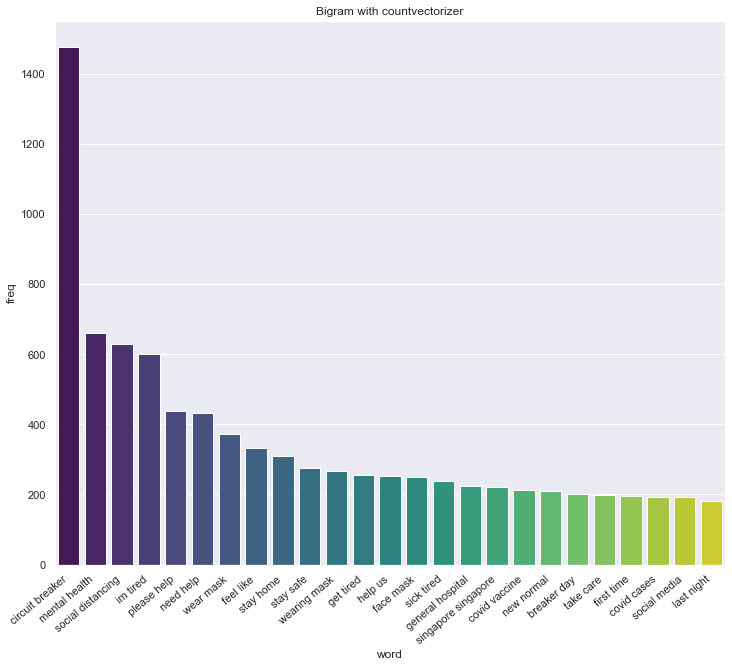 Bigram with countvectorizer
1400
1200
1000
800
600
400
200
0
freq
circuit breaker
mental health
social distancing
im tired
please help
need help
wear mask
feel like
stay home
stay safe
wearing mask
get tired
help us
face mask
sick tired
general hospital
singapore singapore
covid vaccine
new normal
breaker day
take care
first time
covid cases
social media
last night
word